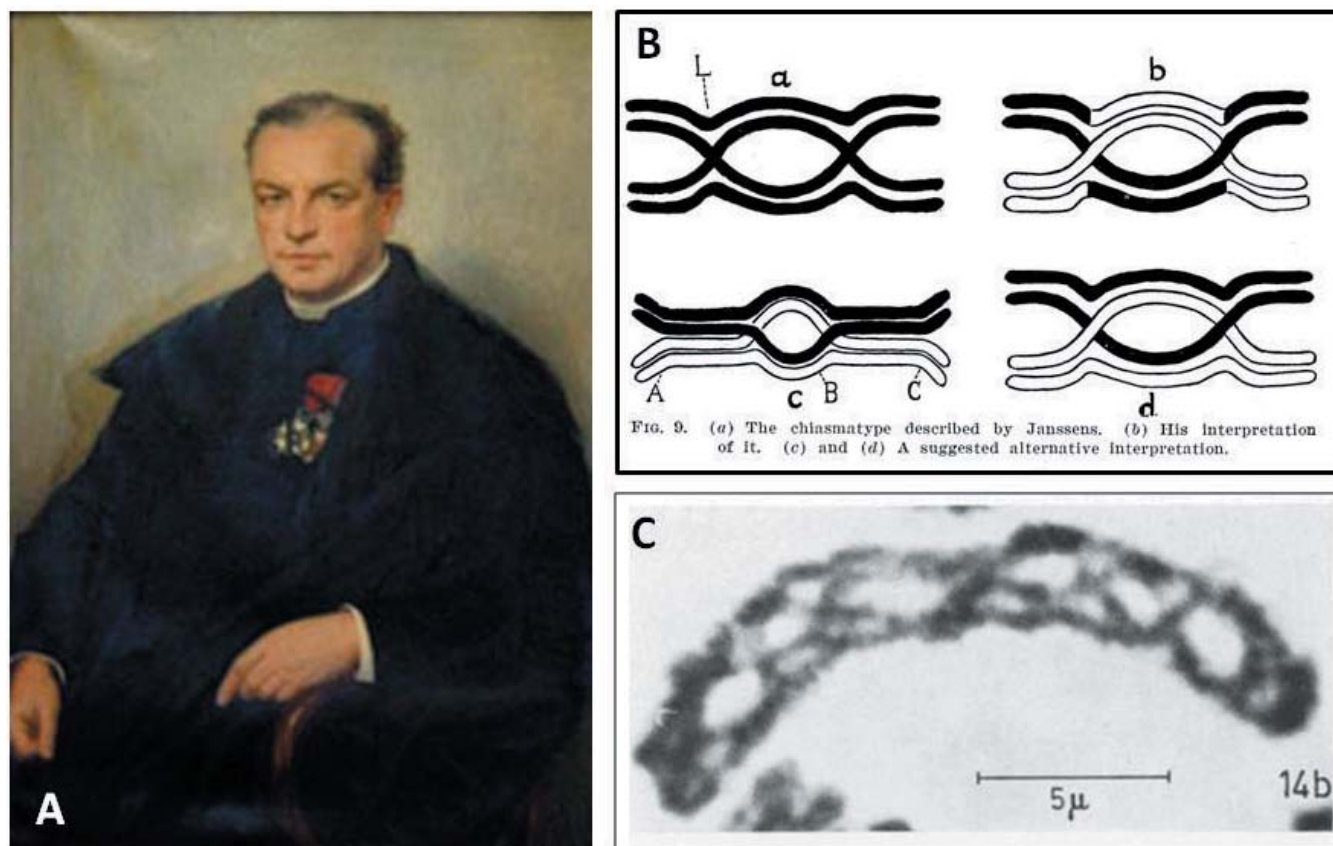 A
B
L
a
b
A
c
B
C
d
FIG. 9. (a) The chiasmatype described by Janssens. (b) His interpretation
of it. (c) and (d) A suggested alternative interpretation.
C
5μ
14b